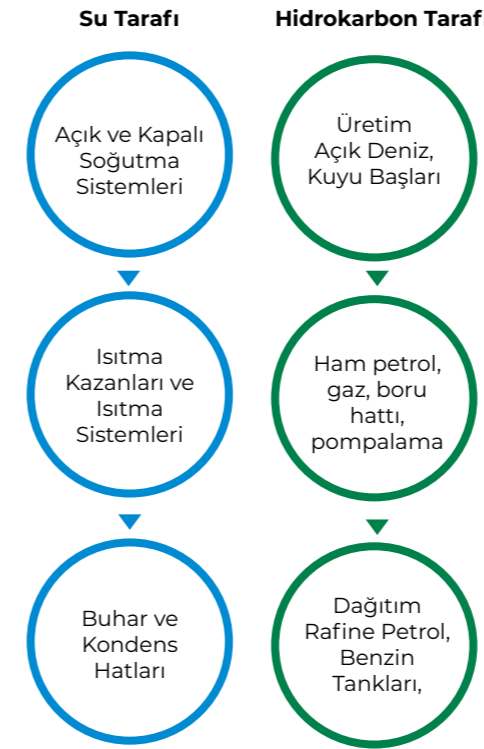 Su Tarafı
Açık ve Kapalı
Soğutma
Sistemleri
Isıtma
Kazanları ve
Isıtma
Sistemleri
Buhar ve
Kondens
Hatları
Hidrokarbon Taraf
Üretim
Açık Deniz,
Kuyu Başları
Ham petrol,
gaz, boru
hattı,
pompalama
Dağıtım
Rafine Petrol,
Benzin
Tankları,